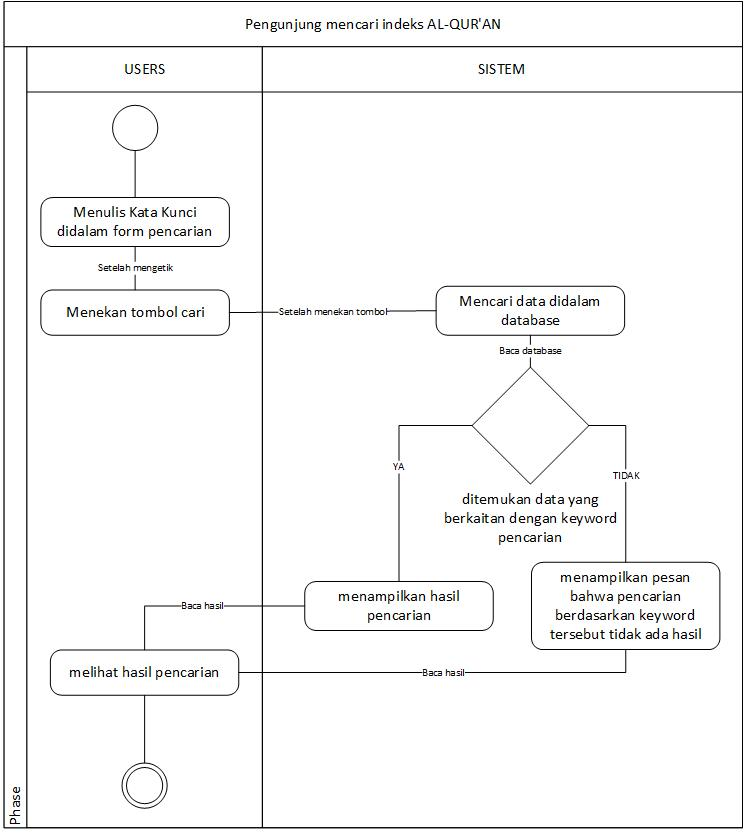 Pengunjung mencari indeks AL-QUR'AN
USERS
SISTEM
Menulis Kata Kunci
didalam form pencarian
Setelah mengetik
Menekan tombol cari
Setelah menekan tombol
Mencari data didalam
database
Baca database
YA
TIDAK
ditemukan data yang
berkaitan dengan keyword
pencarian
menampilkan hasil
pencarian
menampilkan pesan
bahwa pencarian
berdasarkan keyword
tersebut tidak ada hasil
Baca hasil
melihat hasil pencarian
Baca hasil
Phase